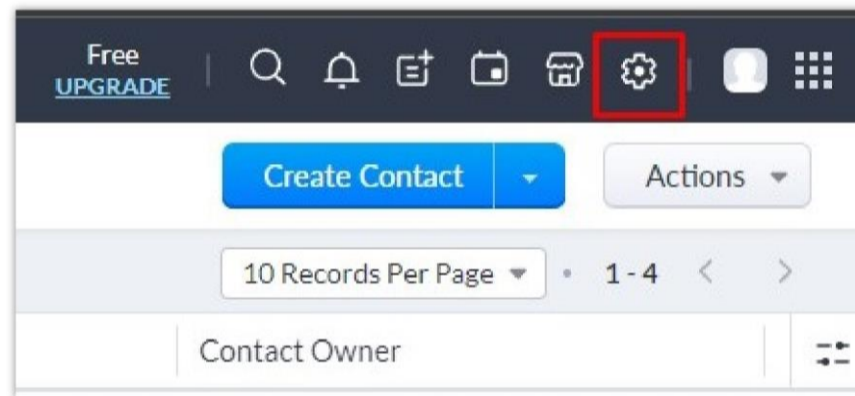 Free
UPGRADE
Create Contact
Actions
10 Records Per Page
1 - 4
Contact Owner